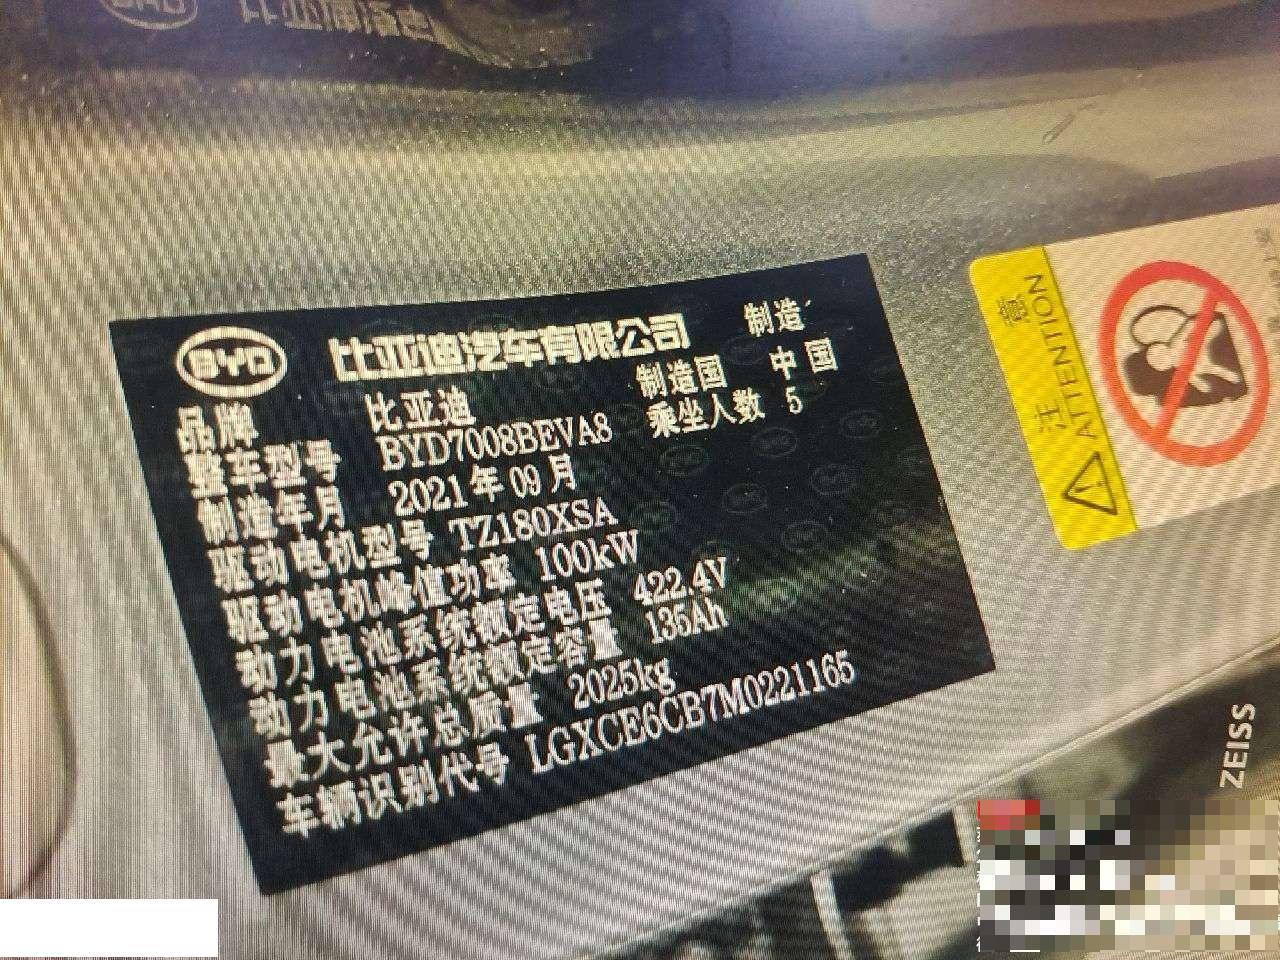 BYD 比亚迪汽车有限公司 制造
品牌 比亚迪 制造国 中国
整车型号 BYD7008BEVA8 乘坐人数 5
制造年月 2021年09月
驱动电机型号 TZ180XSA
驱动电机峰值功率 100kW
动力电池系统额定电压 422.4V
动力电池系统额定容量 135Ah
最大允许总质量 2025kg
车辆识别代号 LGXCE6CB7M0221165
注意
ATTENTION
ZEISS